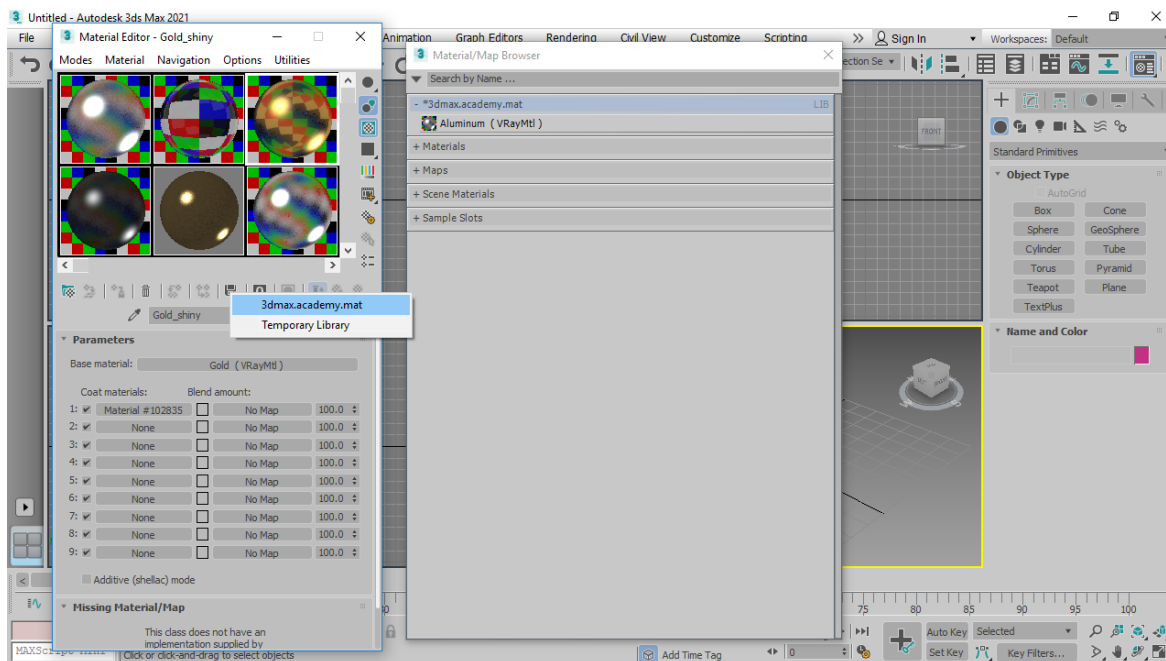 Untitled - Autodesk 3ds Max 2021
File
Animation Graph Editors Rendering Civil View Customize Scripting
Sign In
Workspaces: Default
ection Se
Material Editor - Gold_shiny
Modes Material Navigation Options Utilities
3dmax.academy.mat
Temporary Library
Gold_shiny
Parameters
Base material: Gold ( VRayMtl )
Coat materials: Blend amount:
1: Material #102835 No Map 100.0
2: None No Map 100.0
3: None No Map 100.0
4: None No Map 100.0
5: None No Map 100.0
6: None No Map 100.0
7: None No Map 100.0
8: None No Map 100.0
9: None No Map 100.0
Additive (shellac) mode
Missing Material/Map
This class does not have an
implementation supplied by
Material/Map Browser
Search by Name ...
- *3dmax.academy.mat LIB
Aluminum ( VRayMtl )
+ Materials
+ Maps
+ Scene Materials
+ Sample Slots
FRONT
Standard Primitives
Object Type
AutoGrid
Box Cone
Sphere GeoSphere
Cylinder Tube
Torus Pyramid
Teapot Plane
TextPlus
Name and Color
75 80 85 90 95 100
MAXScript Mini
Click or click-and-drag to select objects
Add Time Tag
0
Auto Key Selected
Set Key Key Filters...